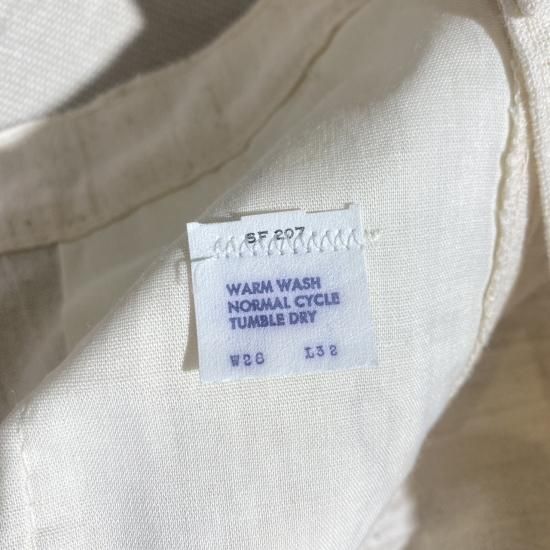 SF 207
WARM WASH
NORMAL CYCLE
TUMBLE DRY
W28 L32